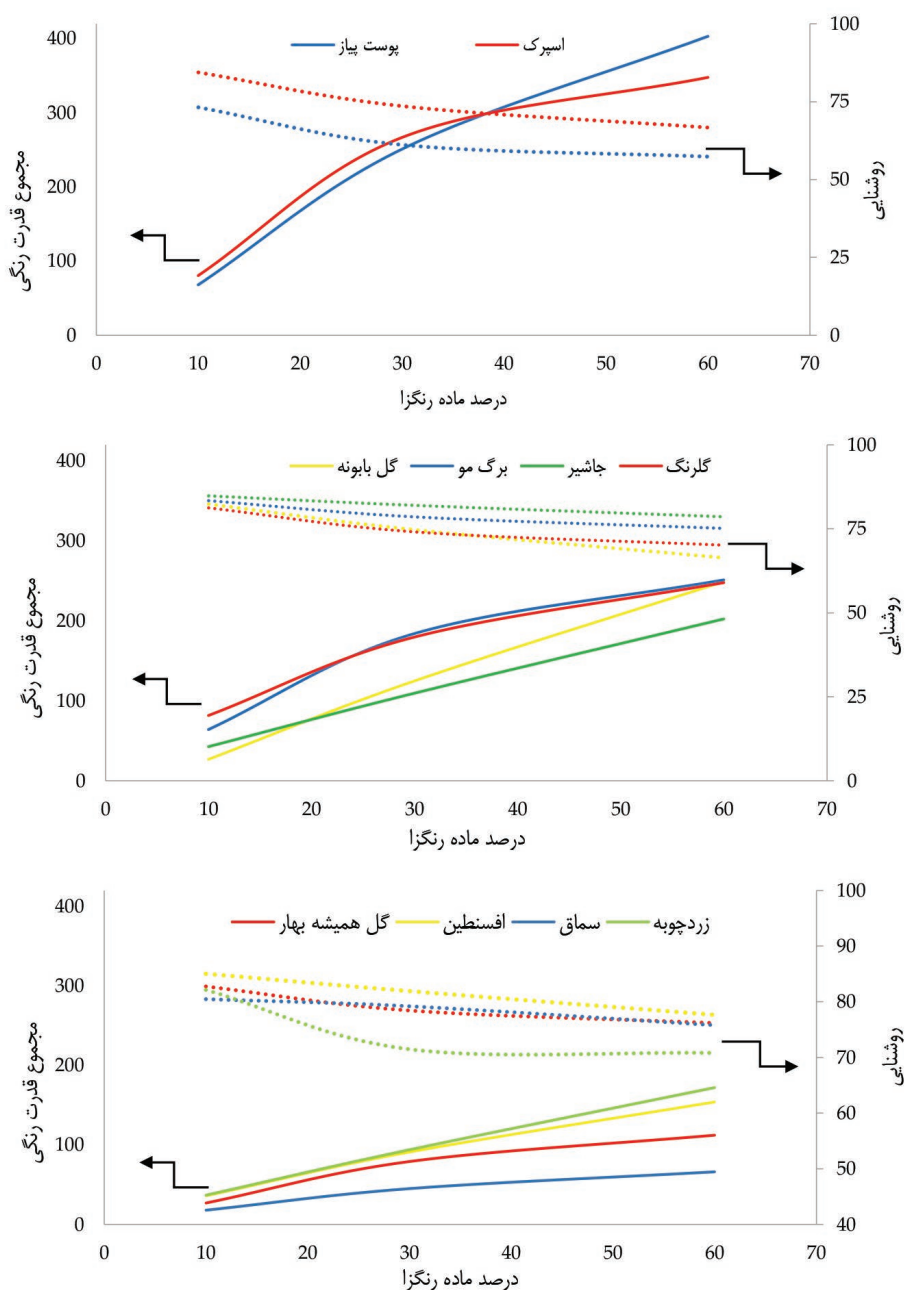 پوست پیاز
اسپرک
400
300
200
100
0
100
75
50
25
0
0 10 20 30 40 50 60 70
مجموع قدرت رنگی
روشنایی
درصد ماده رنگزا
گل بابونه
برگ مو
جاشیر
گلرنگ
400
300
200
100
0
100
75
50
25
0
0 10 20 30 40 50 60 70
مجموع قدرت رنگی
روشنایی
درصد ماده رنگزا
گل همیشه بهار
افسنطین
سماق
زردچوبه
400
300
200
100
0
100
90
80
70
60
50
40
0 10 20 30 40 50 60 70
مجموع قدرت رنگی
روشنایی
درصد ماده رنگزا